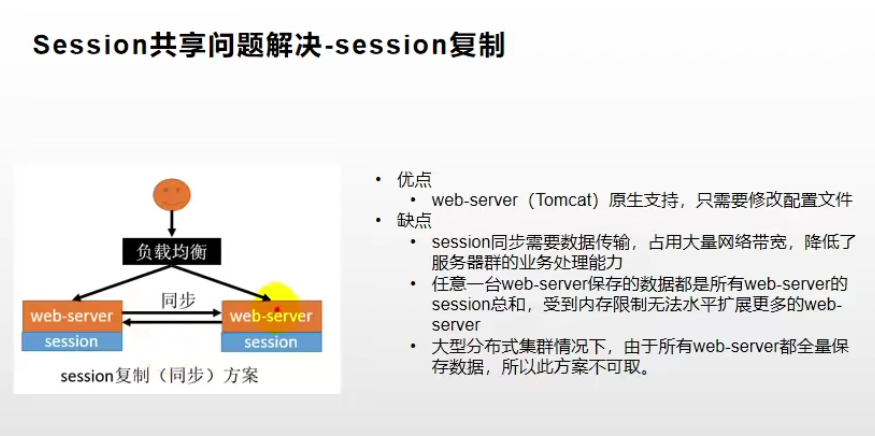 Session共享问题解决-session复制
负载均衡
web-server
同步
web-server
session
session
session复制（同步）方案
• 优点
• web-server（Tomcat）原生支持，只需要修改配置文件
• 缺点
• session同步需要数据传输，占用大量网络带宽，降低了
服务器群的业务处理能力
• 任意一台web-server保存的数据都是所有web-server的
session总和，受到内存限制无法水平扩展更多的web-
server
• 大型分布式集群情况下，由于所有web-server都全量保
存数据，所以此方案不可取。